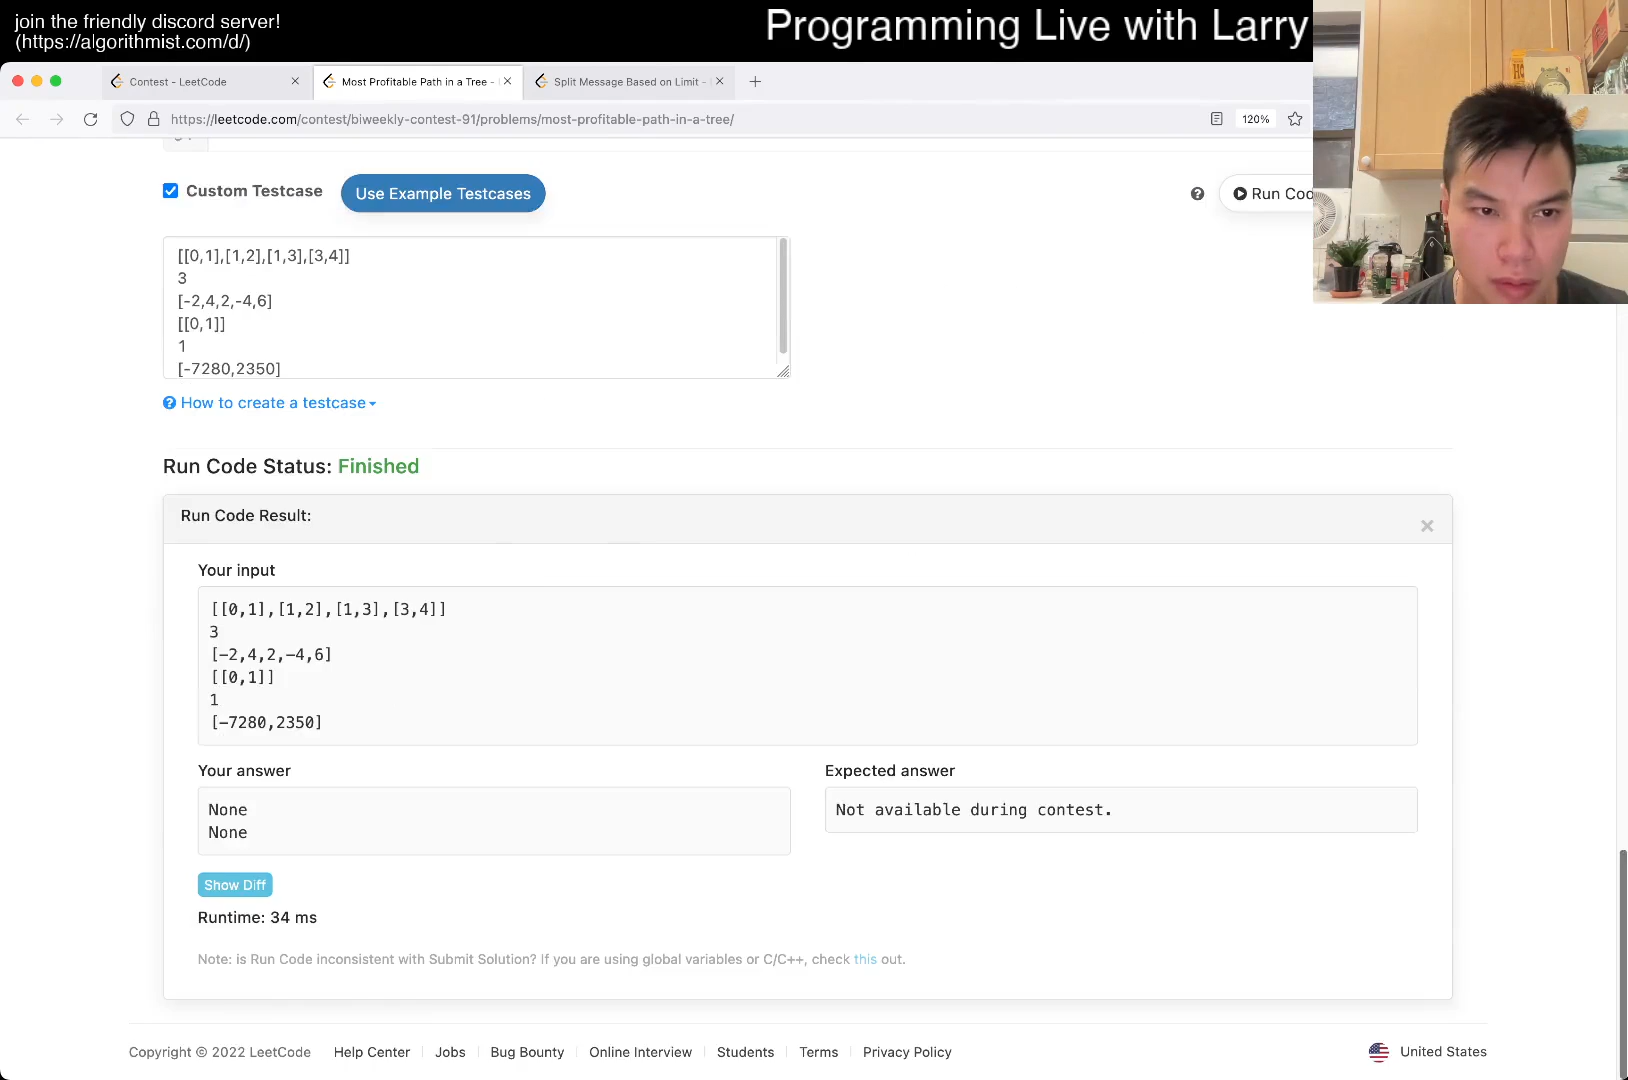 join the friendly discord server!
(https://algorithmist.com/d/)
Programming Live with Larry
Contest - LeetCode
Most Profitable Path in a Tree -
Split Message Based on Limit -
https://leetcode.com/contest/biweekly-contest-91/problems/most-profitable-path-in-a-tree/
120%
Custom Testcase
Use Example Testcases
Run Coo
[[0,1],[1,2],[1,3],[3,4]]
3
[-2,4,2,-4,6]
[[0,1]]
1
[-7280,2350]
How to create a testcase
Run Code Status: Finished
Run Code Result:
Your input
[[0,1],[1,2],[1,3],[3,4]]
3
[-2,4,2,-4,6]
[[0,1]]
1
[-7280,2350]
Your answer
Expected answer
None
None
Not available during contest.
Show Diff
Runtime: 34 ms
Note: is Run Code inconsistent with Submit Solution? If you are using global variables or C/C++, check this out.
Copyright © 2022 LeetCode
Help Center
Jobs
Bug Bounty
Online Interview
Students
Terms
Privacy Policy
United States